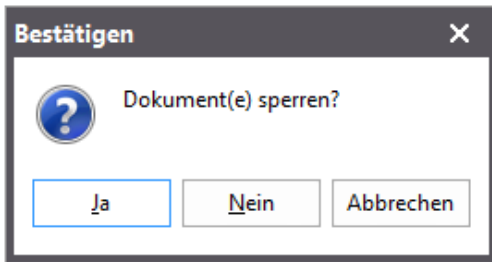 Bestätigen
Dokument(e) sperren?
Ja
Nein
Abbrechen